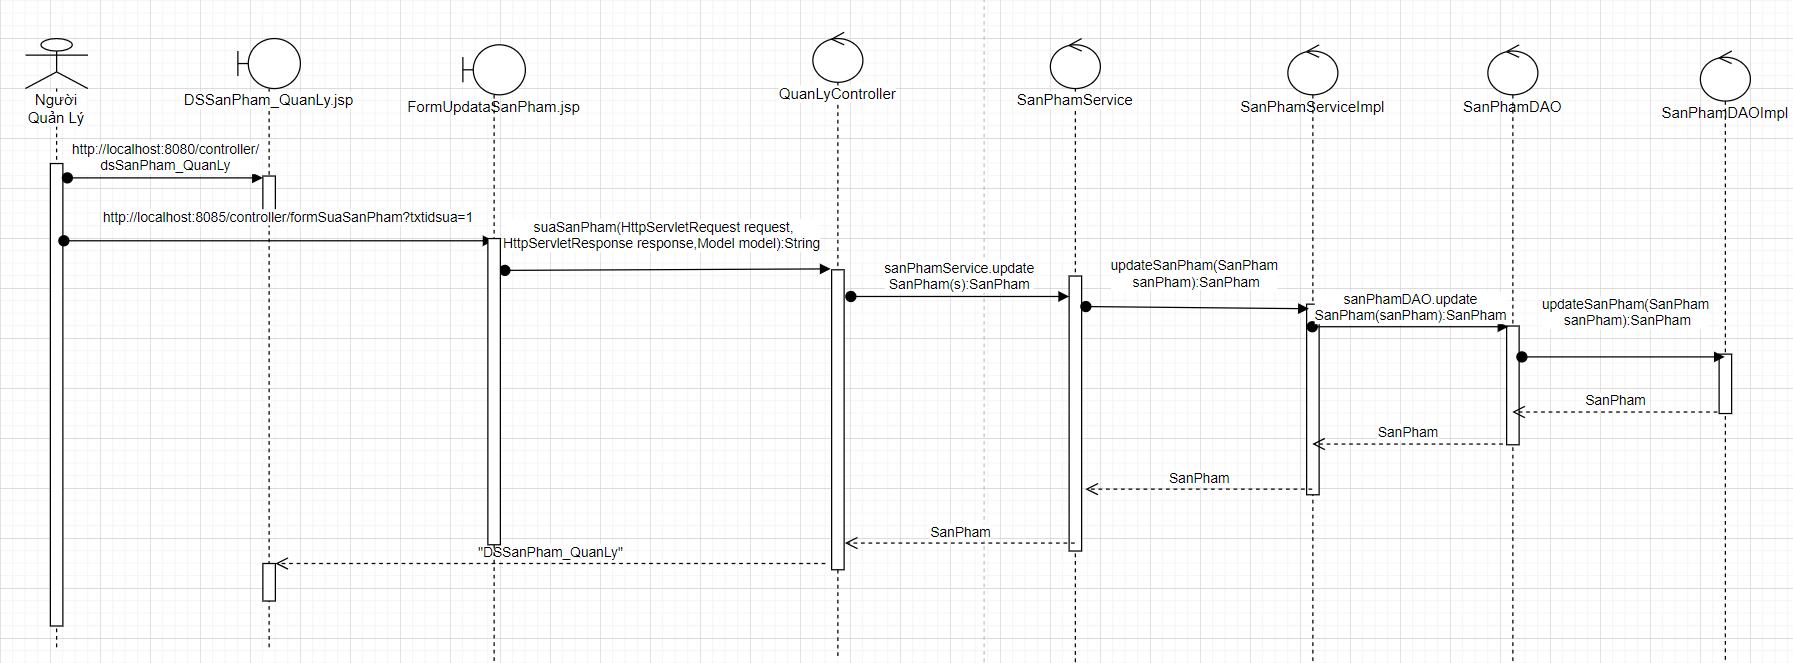 Người
Quản Lý
DSSanPham_QuanLy.jsp
FormUpdataSanPham.jsp
QuanLyController
SanPhamService
SanPhamServiceImpl
SanPhamDAO
SanPhamDAOImpl
http://localhost:8080/controller/
dsSanPham_QuanLy
http://localhost:8085/controller/formSuaSanPham?txtidsua=1
suaSanPham(HttpServletRequest request,
HttpServletResponse response,Model model):String
sanPhamService.update
SanPham(s):SanPham
updateSanPham(SanPham
sanPham):SanPham
sanPhamDAO.update
SanPham(sanPham):SanPham
updateSanPham(SanPham
sanPham):SanPham
SanPham
SanPham
SanPham
SanPham
"DSSanPham_QuanLy"